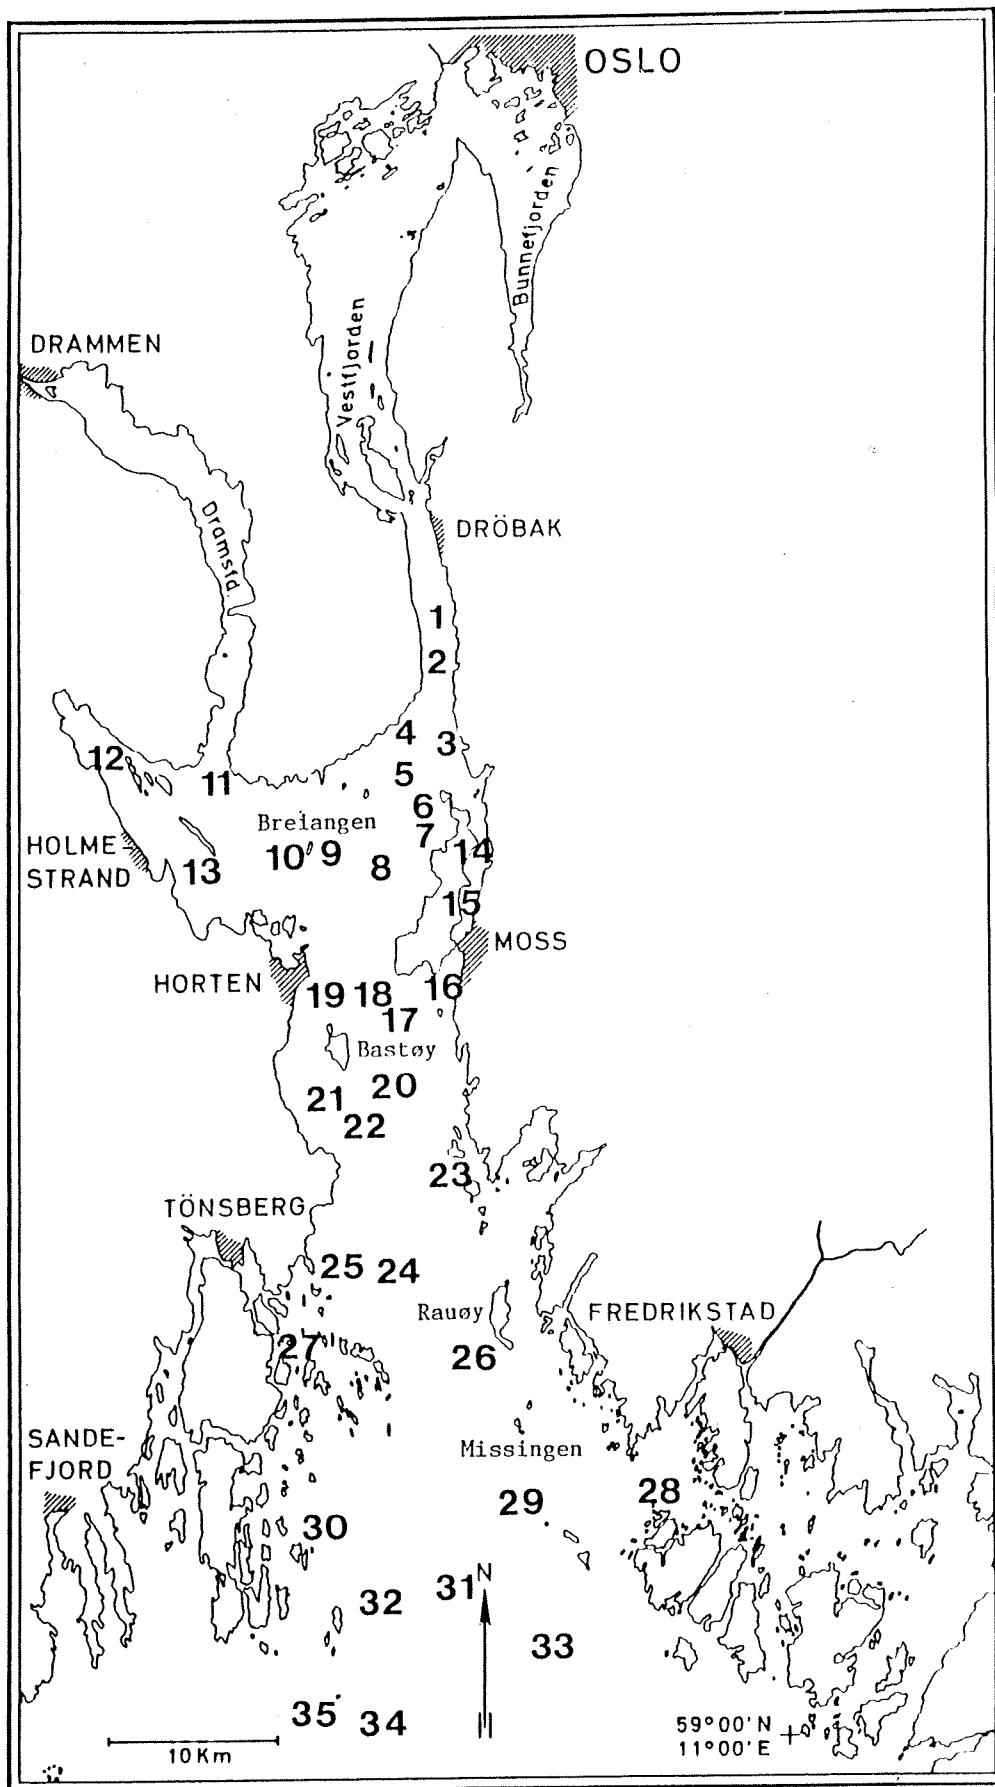 OSLO
Bunnefjorden
Vestfjorden
DRAMMEN
Dramsfd.
DRÖBAK
1
2
4
3
12
11
5
6
Breiangen
7
HOLME-
STRAND
10
9
8
14
13
15
MOSS
HORTEN
19
18
16
17
Bastøy
20
21
22
23
TÖNSBERG
25
24
Rauøy
FREDRIKSTAD
27
26
SANDE-
FJORD
Missingen
28
29
30
N
31
32
33
35
34
59°00'N
11°00'E
10Km